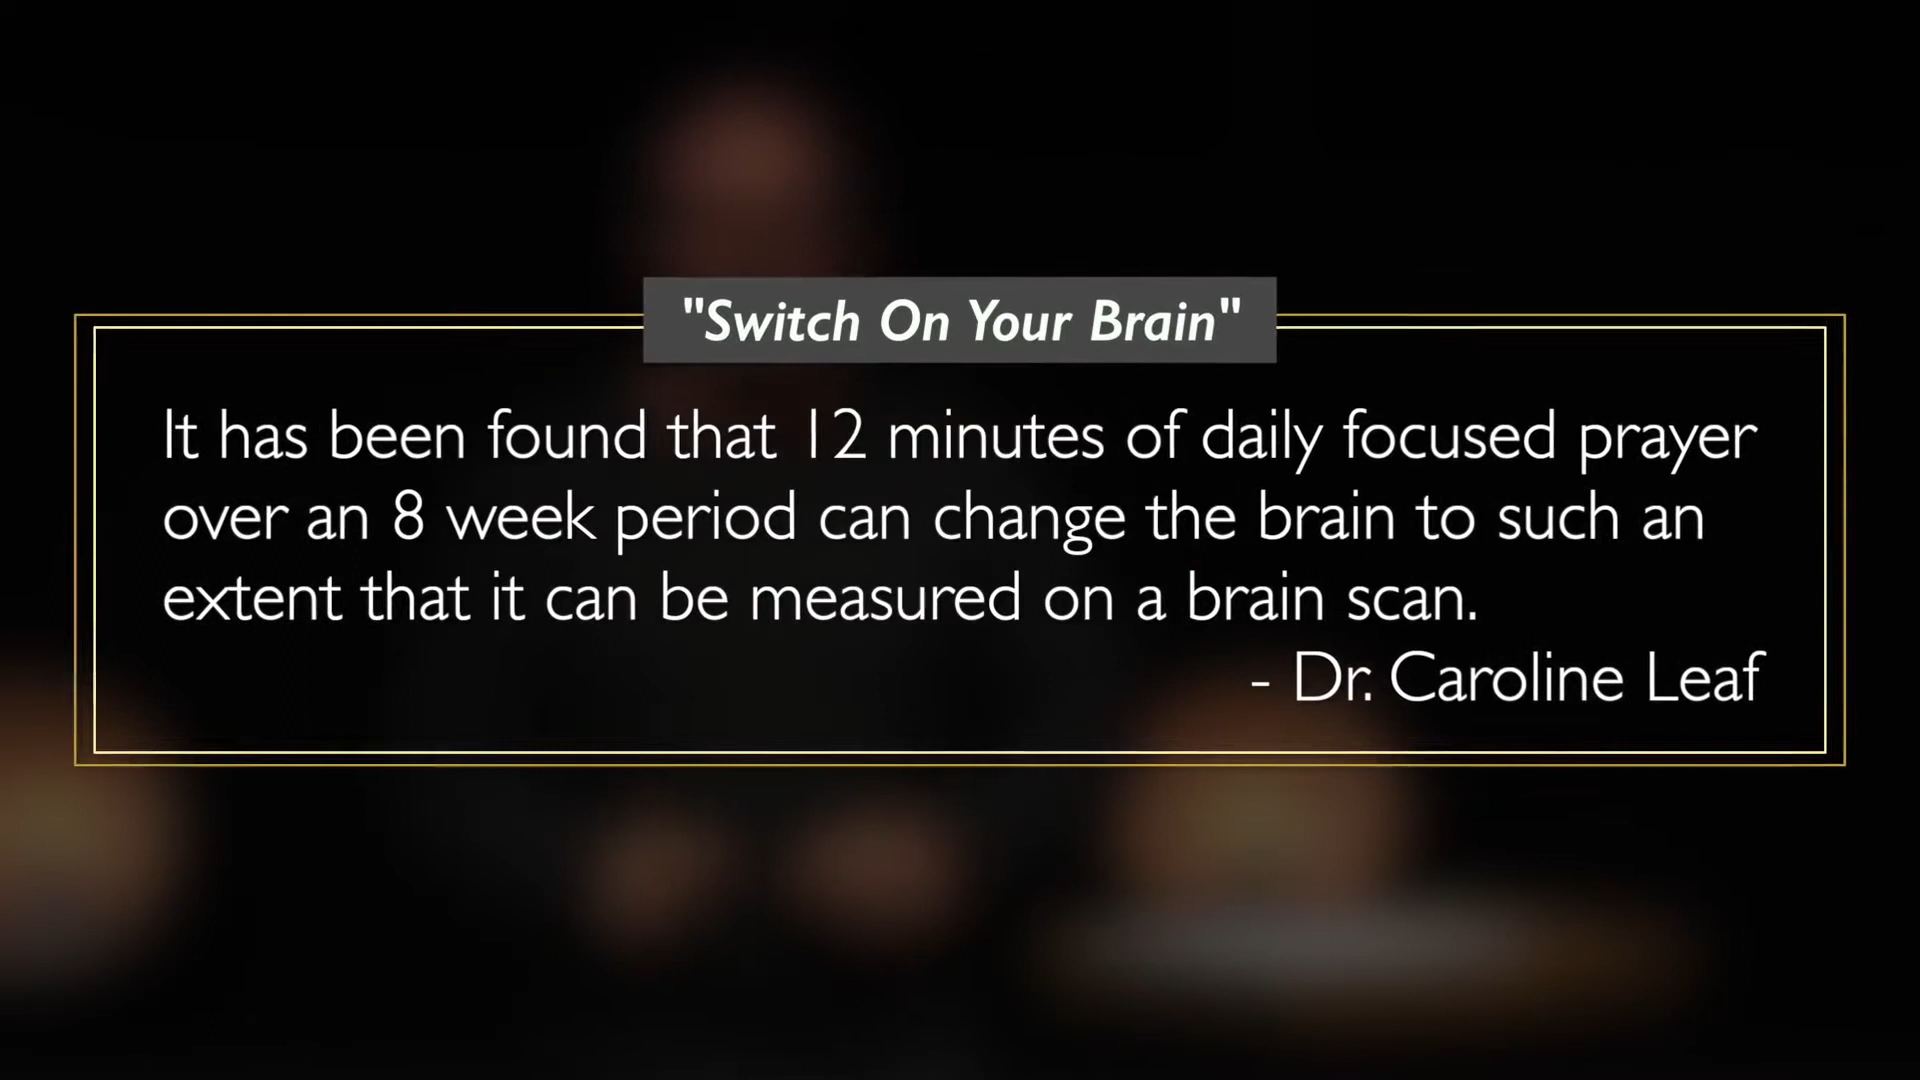 "Switch On Your Brain"
It has been found that 12 minutes of daily focused prayer
over an 8 week period can change the brain to such an
extent that it can be measured on a brain scan.
- Dr. Caroline Leaf